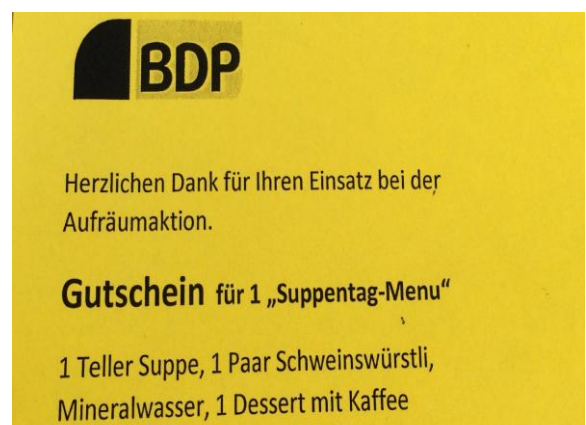 BDP
Herzlichen Dank für Ihren Einsatz bei der
Aufräumaktion.
Gutschein für 1 „Suppentag-Menu“
1 Teller Suppe, 1 Paar Schweinswürstli,
Mineralwasser, 1 Dessert mit Kaffee